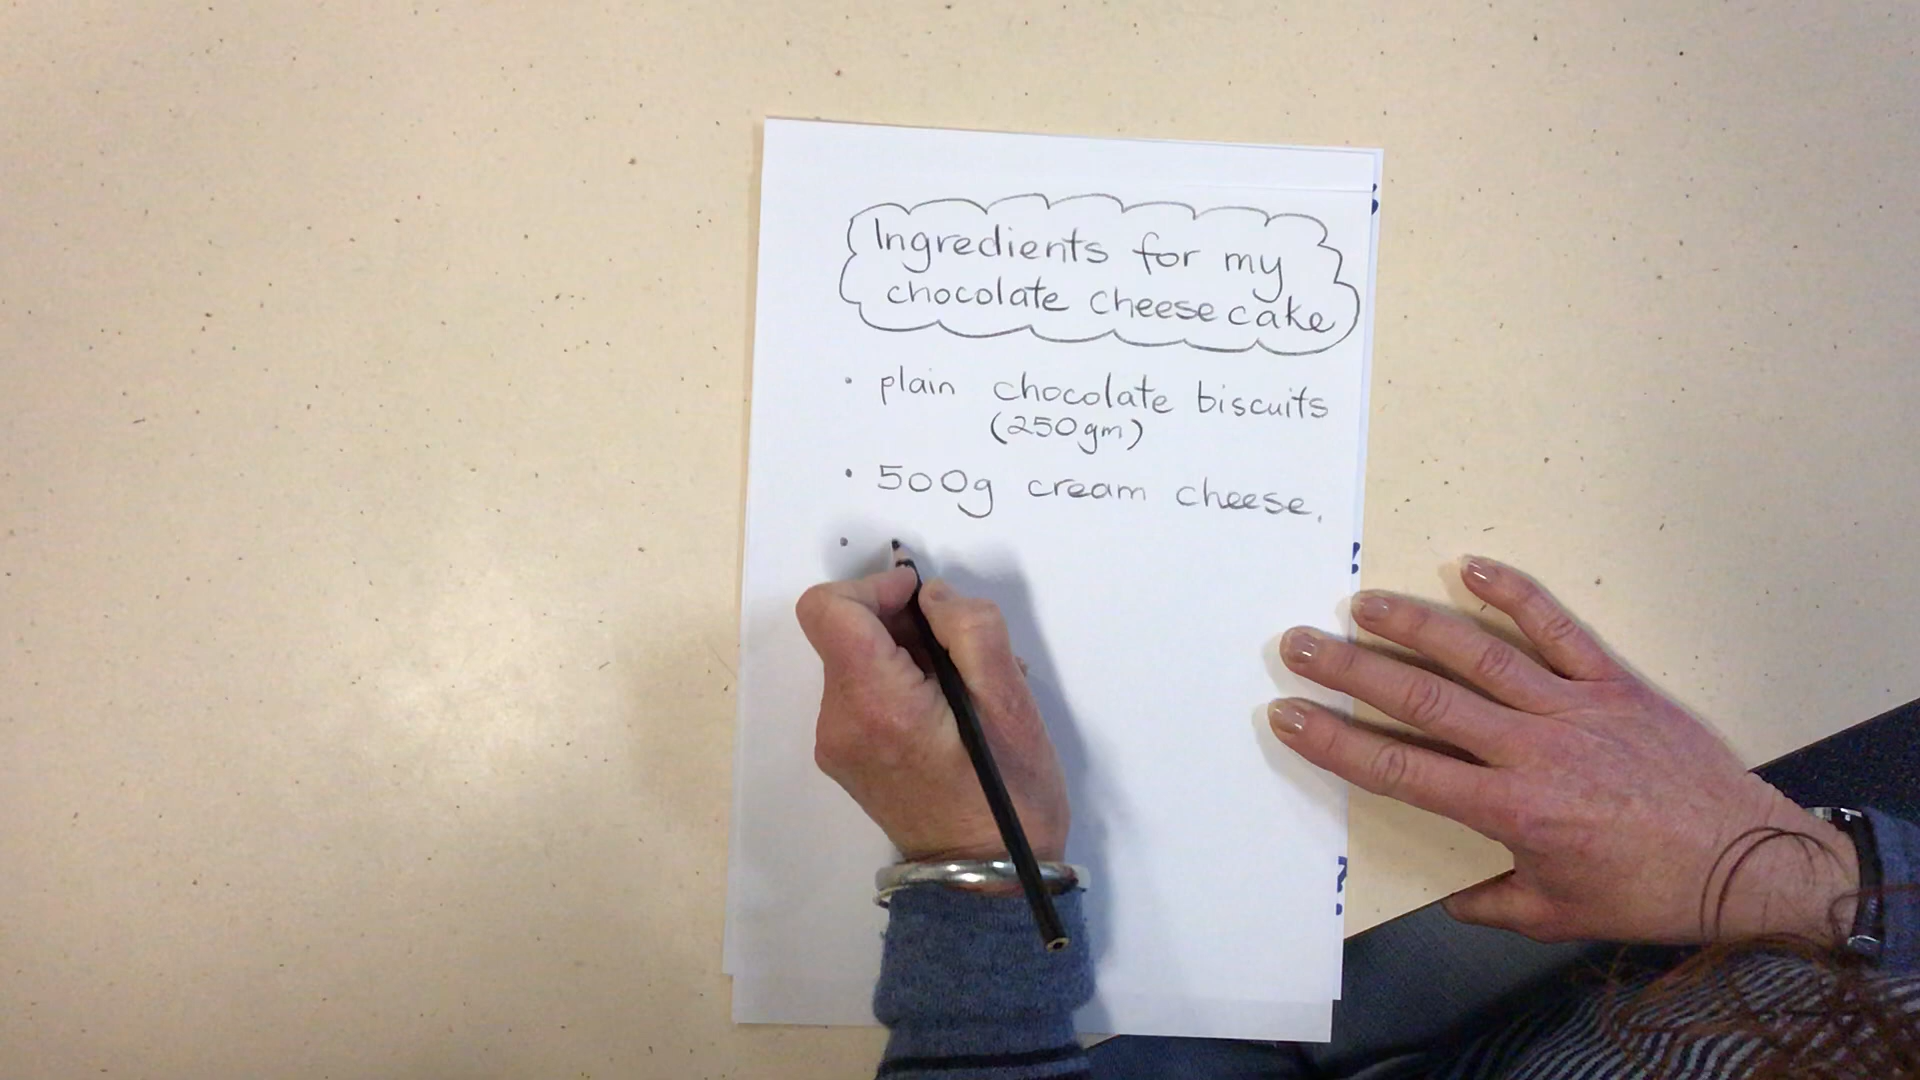 Ingredients for my
chocolate cheese cake
• plain chocolate biscuits
(250gm)
• 500g cream cheese.
•